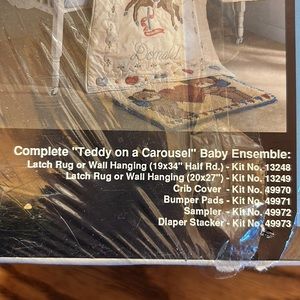 Donald
Complete "Teddy on a Carousel" Baby Ensemble:
Latch Rug or Wall Hanging (19x34" Half Rd.) - Kit No. 13248
Latch Rug or Wall Hanging (20x27") - Kit No. 13249
Crib Cover - Kit No. 49970
Bumper Pads - Kit No. 49971
Sampler - Kit No. 49972
Diaper Stacker - Kit No. 49973